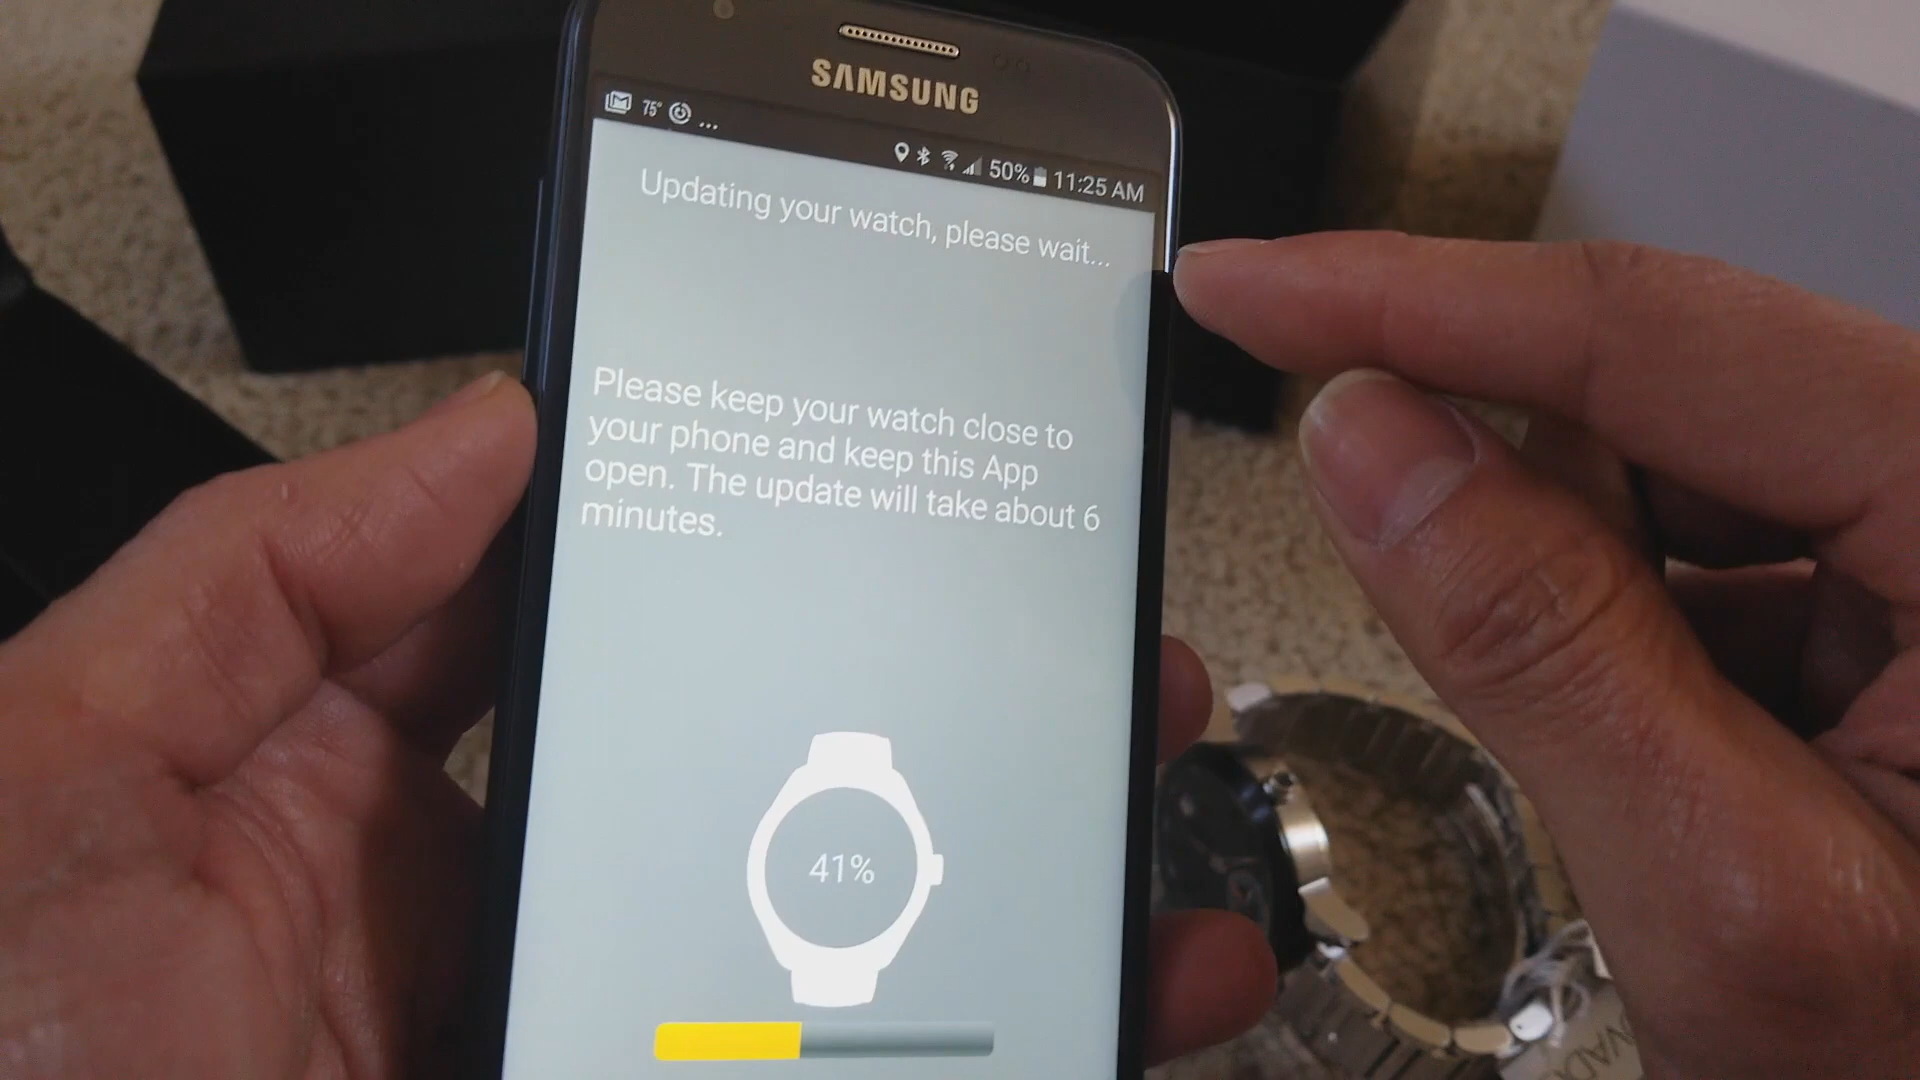 SAMSUNG
75°
...
50% 11:25 AM
Updating your watch, please wait...
Please keep your watch close to
your phone and keep this App
open. The update will take about 6
minutes.
41%